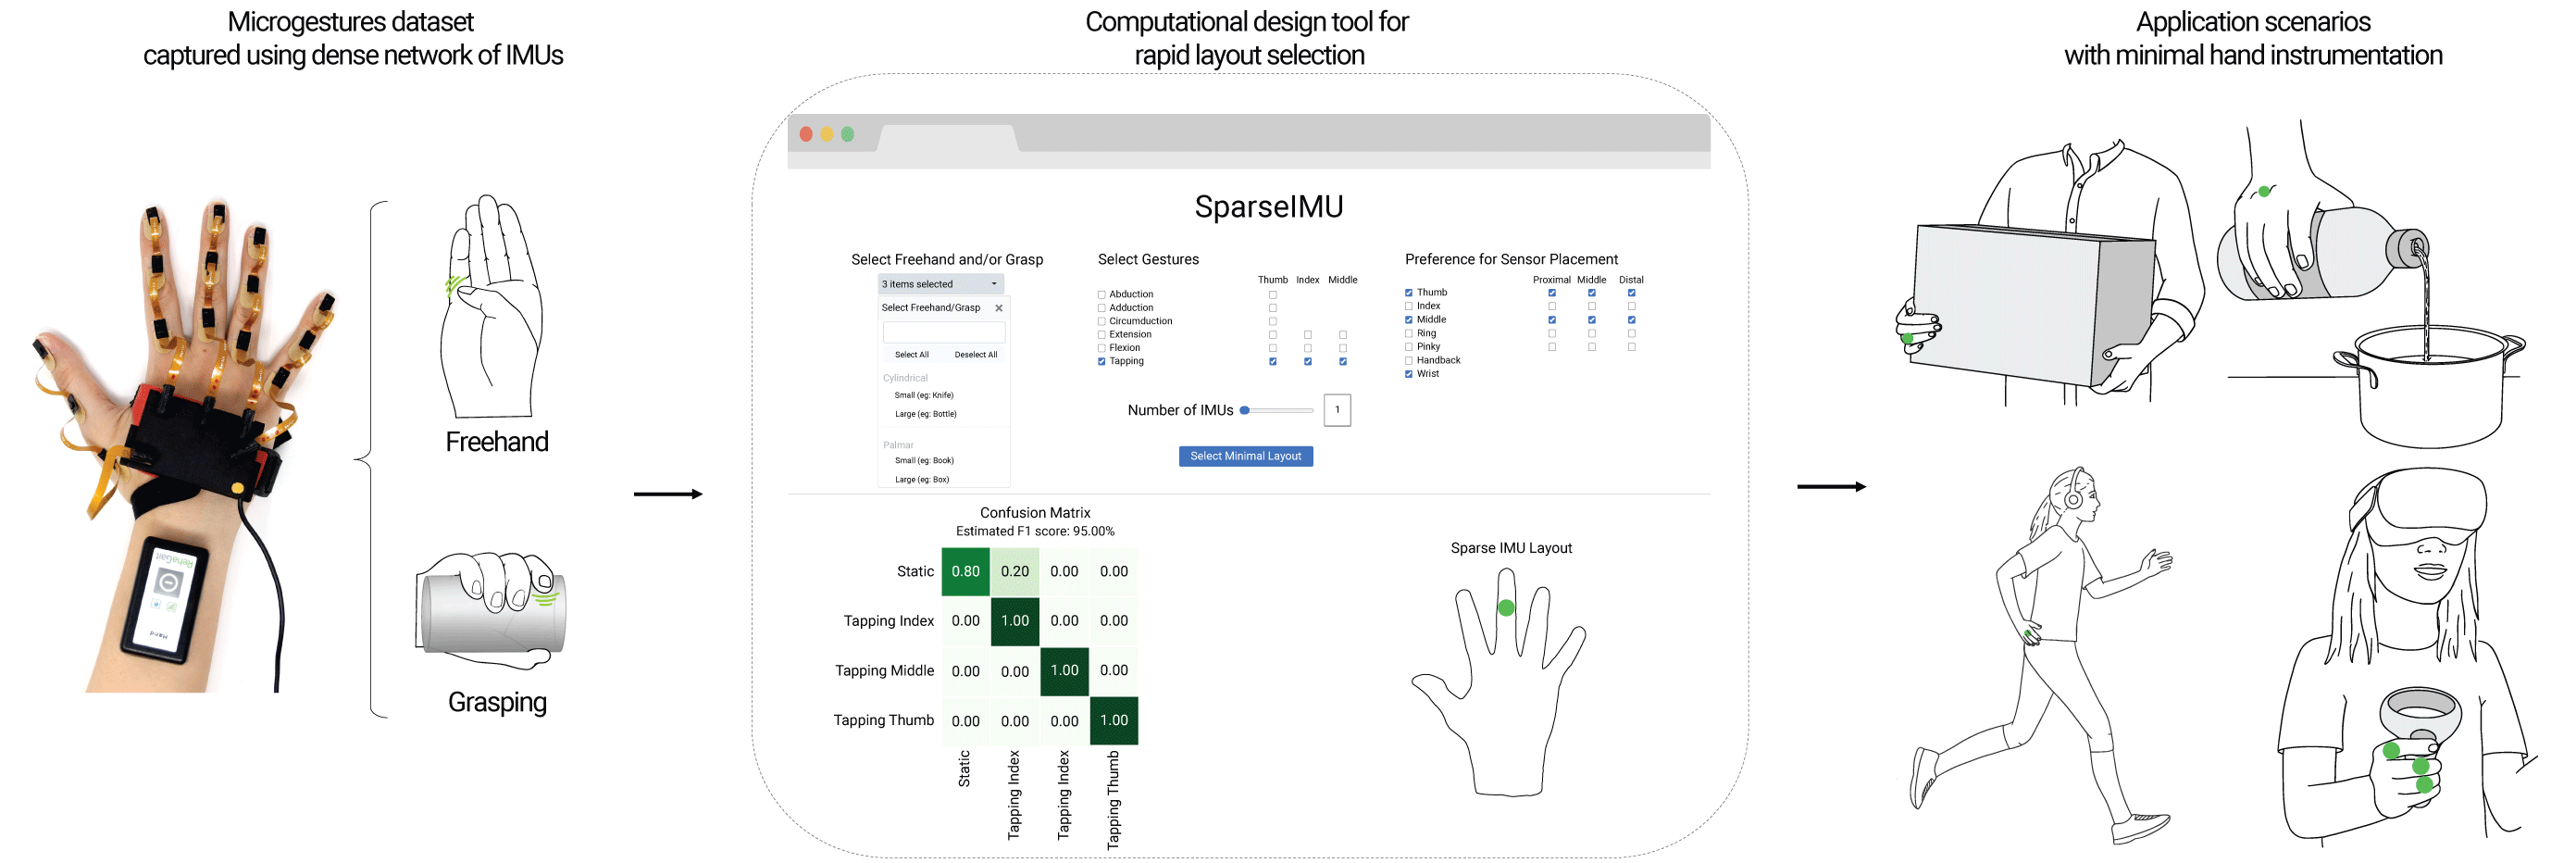 Microgestures dataset
captured using dense network of IMUs
Freehand
Grasping
RehaGait
Hand
Computational design tool for
rapid layout selection
SparseIMU
Select Freehand and/or Grasp
3 items selected
Select Freehand/Grasp
Select All Deselect All
Cylindrical
Small (eg: Knife)
Large (eg: Bottle)
Palmar
Small (eg: Book)
Large (eg: Box)
Select Gestures
Thumb Index Middle
Abduction
Adduction
Circumduction
Extension
Flexion
Tapping
Preference for Sensor Placement
Proximal Middle Distal
Thumb
Index
Middle
Ring
Pinky
Handback
Wrist
Number of IMUs 1
Select Minimal Layout
Confusion Matrix
Estimated F1 score: 95.00%
Static 0.80 0.20 0.00 0.00
Tapping Index 0.00 1.00 0.00 0.00
Tapping Middle 0.00 0.00 1.00 0.00
Tapping Thumb 0.00 0.00 0.00 1.00
Static
Tapping Index
Tapping Index
Tapping Thumb
Sparse IMU Layout
Application scenarios
with minimal hand instrumentation